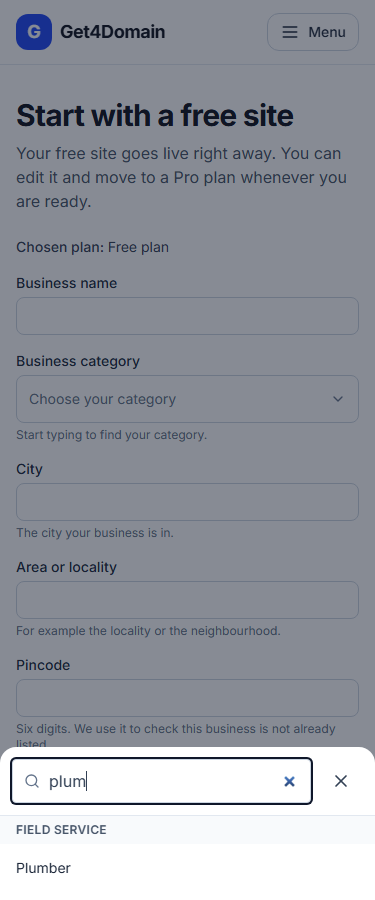 G Get4Domain
Menu
Start with a free site
Your free site goes live right away. You can
edit it and move to a Pro plan whenever you
are ready.
Chosen plan: Free plan
Business name
Business category
Choose your category
Start typing to find your category.
City
The city your business is in.
Area or locality
For example the locality or the neighbourhood.
Pincode
Six digits. We use it to check this business is not already
listed
plum
FIELD SERVICE
Plumber